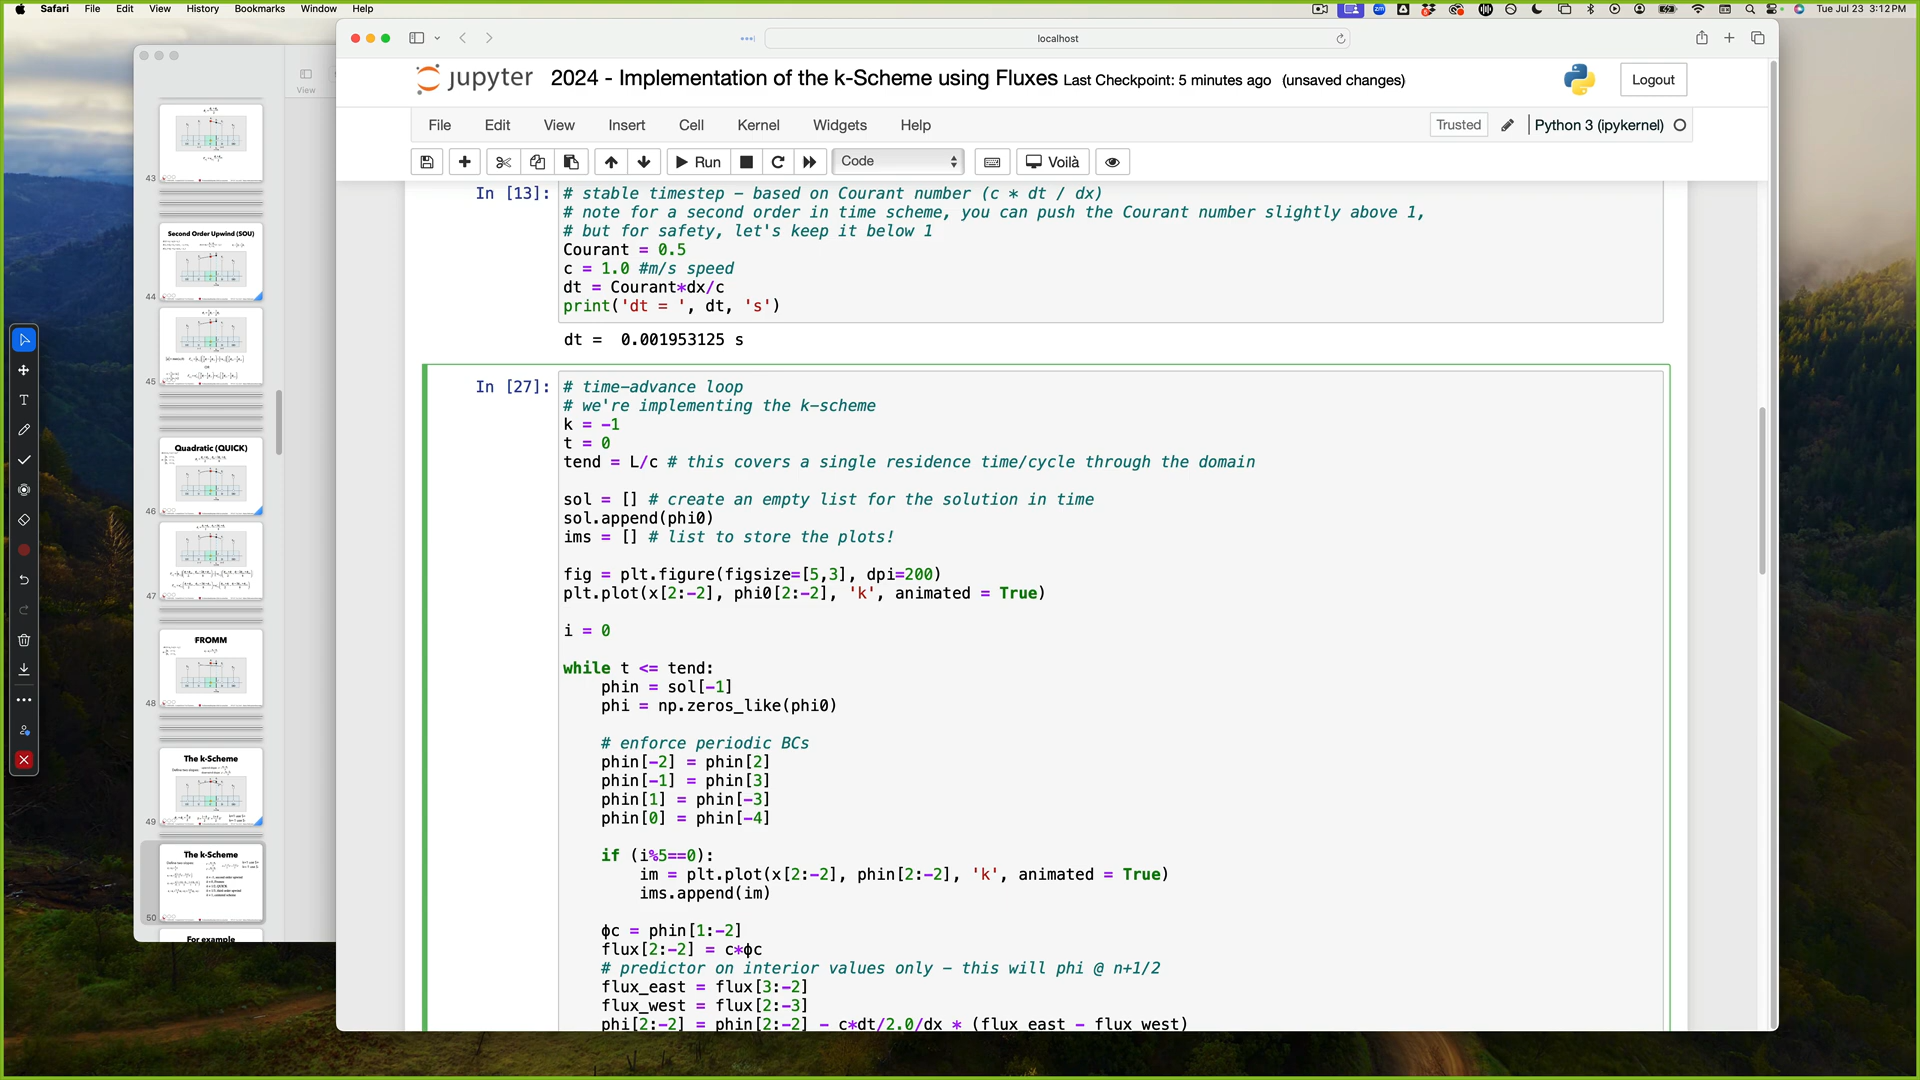 Safari File Edit View History Bookmarks Window Help
Tue Jul 23 3:12 PM
localhost
View
jupyter 2024 - Implementation of the k-Scheme using Fluxes Last Checkpoint: 5 minutes ago (unsaved changes)
Logout
File Edit View Insert Cell Kernel Widgets Help
Trusted Python 3 (ipykernel)
Run Code Voilà
In [13]: # stable timestep – based on Courant number (c * dt / dx)
# note for a second order in time scheme, you can push the Courant number slightly above 1,
# but for safety, let's keep it below 1
Courant = 0.5
c = 1.0 #m/s speed
dt = Courant*dx/c
print('dt = ', dt, 's')
dt =  0.001953125 s
In [27]: # time-advance loop
# we're implementing the k-scheme
k = -1
t = 0
tend = L/c # this covers a single residence time/cycle through the domain
sol = [] # create an empty list for the solution in time
sol.append(phi0)
ims = [] # list to store the plots!
fig = plt.figure(figsize=[5,3], dpi=200)
plt.plot(x[2:-2], phi0[2:-2], 'k', animated = True)
i = 0
while t <= tend:
    phin = sol[-1]
    phi = np.zeros_like(phi0)
    # enforce periodic BCs
    phin[-2] = phin[2]
    phin[-1] = phin[3]
    phin[1] = phin[-3]
    phin[0] = phin[-4]
    if (i%5==0):
        im = plt.plot(x[2:-2], phin[2:-2], 'k', animated = True)
        ims.append(im)
    ϕc = phin[1:-2]
    flux[2:-2] = c*ϕc
    # predictor on interior values only – this will phi @ n+1/2
    flux_east = flux[3:-2]
    flux_west = flux[2:-3]
    phi[2:-2] = phin[2:-2] - c*dt/2.0/dx * (flux_east - flux_west)
43
Second Order Upwind (SOU)
44
45
Quadratic (QUICK)
46
47
FROMM
48
The k-Scheme
49
The k-Scheme
50
For example